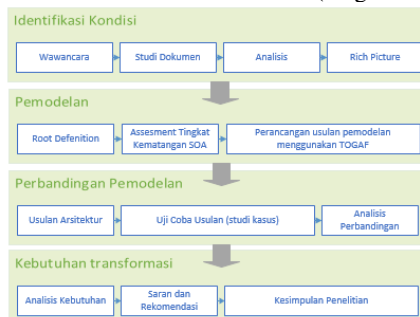 Identifikasi Kondisi
Wawancara
Studi Dokumen
Analisis
Rich Picture
Pemodelan
Root Defenition
Assesment Tingkat
Kematangan SOA
Perancangan usulan pemodelan
menggunakan TOGAF
Perbandingan Pemodelan
Usulan Arsitektur
Uji Coba Usulan (studi kasus)
Analisis
Perbandingan
Kebutuhan transformasi
Analisis Kebutuhan
Saran dan
Rekomendasi
Kesimpulan Penelitian